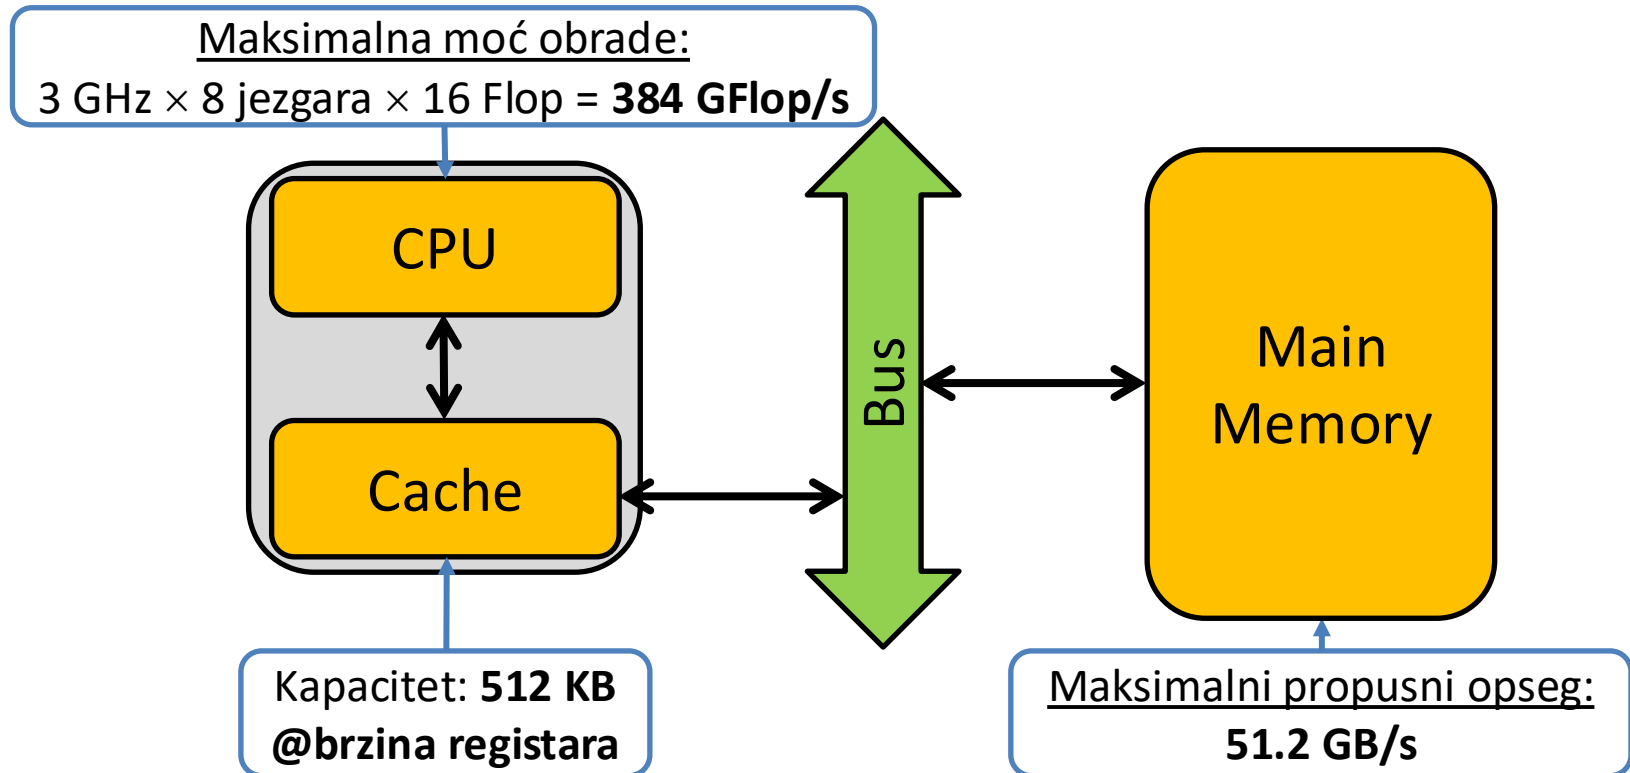 Maksimalna moć obrade:
3 GHz × 8 jezgara × 16 Flop = 384 GFlop/s
CPU
Cache
Bus
Main
Memory
Kapacitet: 512 KB
@brzina registara
Maksimalni propusni opseg:
51.2 GB/s